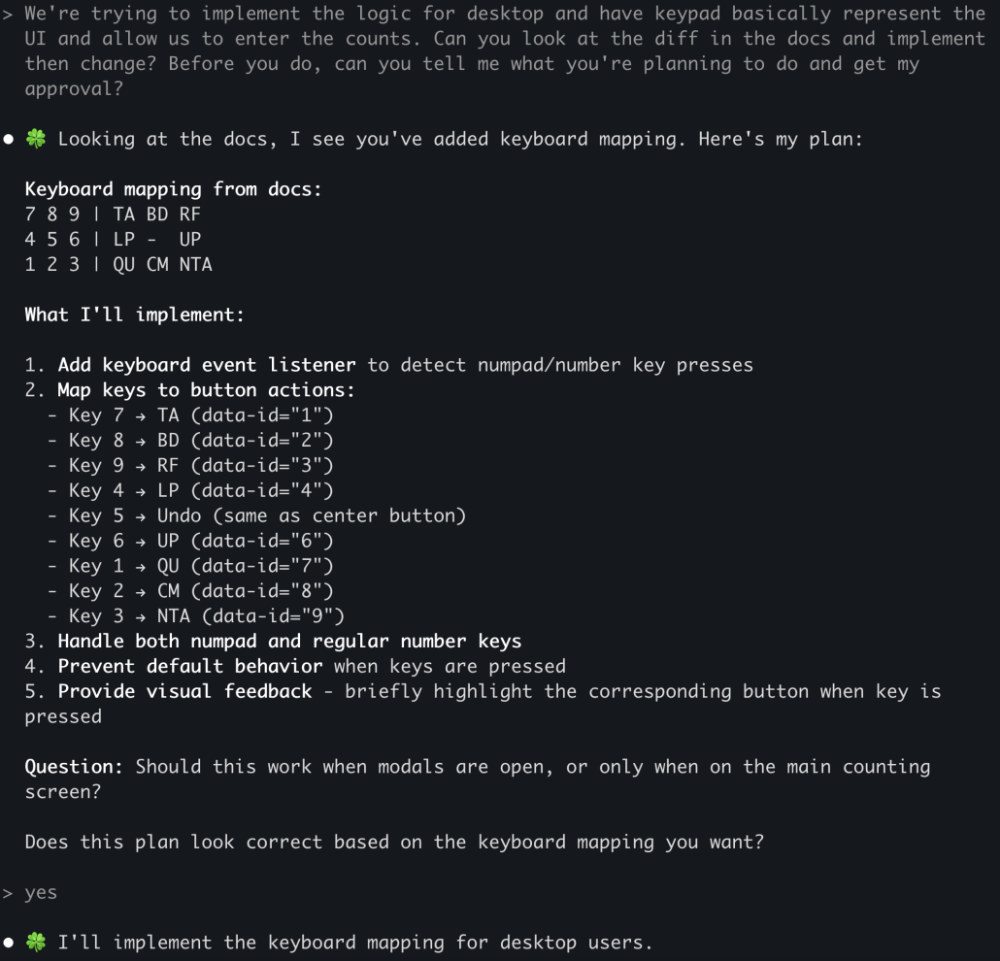 > We're trying to implement the logic for desktop and have keypad basically represent the
UI and allow us to enter the counts. Can you look at the diff in the docs and implement
then change? Before you do, can you tell me what you're planning to do and get my
approval?
● 🍀 Looking at the docs, I see you've added keyboard mapping. Here's my plan:
Keyboard mapping from docs:
7 8 9 | TA BD RF
4 5 6 | LP -  UP
1 2 3 | QU CM NTA
What I'll implement:
1. Add keyboard event listener to detect numpad/number key presses
2. Map keys to button actions:
- Key 7 → TA (data-id="1")
- Key 8 → BD (data-id="2")
- Key 9 → RF (data-id="3")
- Key 4 → LP (data-id="4")
- Key 5 → Undo (same as center button)
- Key 6 → UP (data-id="6")
- Key 1 → QU (data-id="7")
- Key 2 → CM (data-id="8")
- Key 3 → NTA (data-id="9")
3. Handle both numpad and regular number keys
4. Prevent default behavior when keys are pressed
5. Provide visual feedback - briefly highlight the corresponding button when key is
pressed
Question: Should this work when modals are open, or only when on the main counting
screen?
Does this plan look correct based on the keyboard mapping you want?
> yes
● 🍀 I'll implement the keyboard mapping for desktop users.